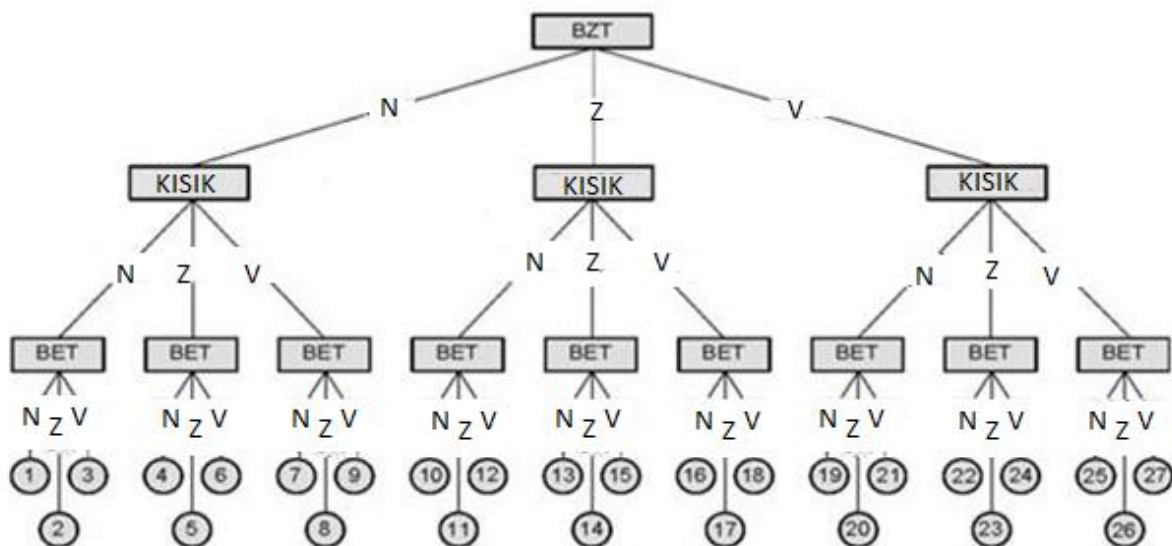 BZT
N Z V
KISIK KISIK KISIK
N Z V N Z V N Z V
BET BET BET BET BET BET BET BET BET
N Z V N Z V N Z V N Z V N Z V N Z V N Z V N Z V N Z V
1 3 4 6 7 9 10 12 13 15 16 18 19 21 22 24 25 27
2 5 8 11 14 17 20 23 26